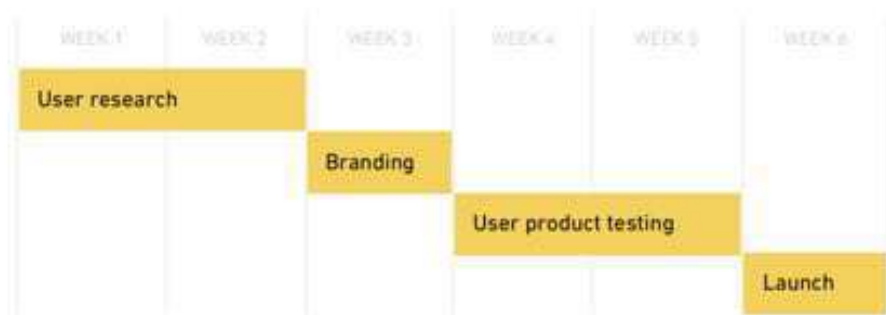 WEEK 1 WEEK 2 WEEK 3 WEEK 4 WEEK 5 WEEK 6
User research
Branding
User product testing
Launch